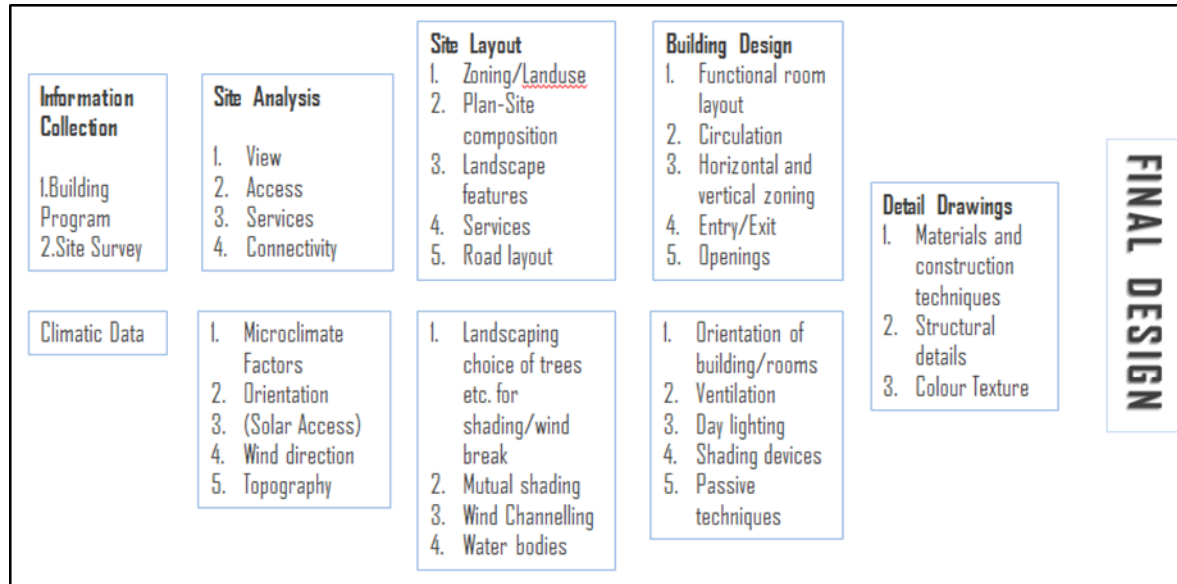 Information
Collection
1.Building
Program
2.Site Survey
Climatic Data
Site Analysis
1. View
2. Access
3. Services
4. Connectivity
1. Microclimate
Factors
2. Orientation
3. (Solar Access)
4. Wind direction
5. Topography
Site Layout
1. Zoning/Landuse
2. Plan-Site
composition
3. Landscape
features
4. Services
5. Road layout
1. Landscaping
choice of trees
etc. for
shading/wind
break
2. Mutual shading
3. Wind Channelling
4. Water bodies
Building Design
1. Functional room
layout
2. Circulation
3. Horizontal and
vertical zoning
4. Entry/Exit
5. Openings
1. Orientation of
building/rooms
2. Ventilation
3. Day lighting
4. Shading devices
5. Passive
techniques
Detail Drawings
1. Materials and
construction
techniques
2. Structural
details
3. Colour Texture
FINAL DESIGN